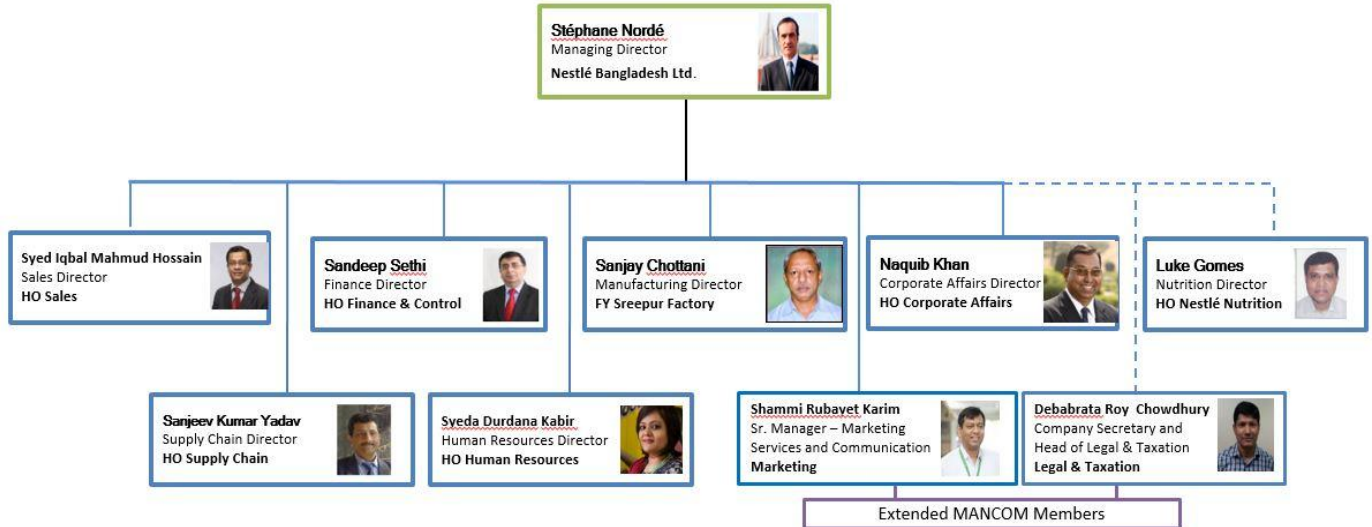 Stéphane Nordé
Managing Director
Nestlé Bangladesh Ltd.
Syed Iqbal Mahmud Hossain
Sales Director
HO Sales
Sandeep Sethi
Finance Director
HO Finance & Control
Sanjay Chottani
Manufacturing Director
FY Sreepur Factory
Naquib Khan
Corporate Affairs Director
HO Corporate Affairs
Luke Gomes
Nutrition Director
HO Nestlé Nutrition
Sanjeev Kumar Yadav
Supply Chain Director
HO Supply Chain
Syeda Durdana Kabir
Human Resources Director
HO Human Resources
Shammi Rubayet Karim
Sr. Manager – Marketing
Services and Communication
Marketing
Debabrata Roy Chowdhury
Company Secretary and
Head of Legal & Taxation
Legal & Taxation
Extended MANCOM Members